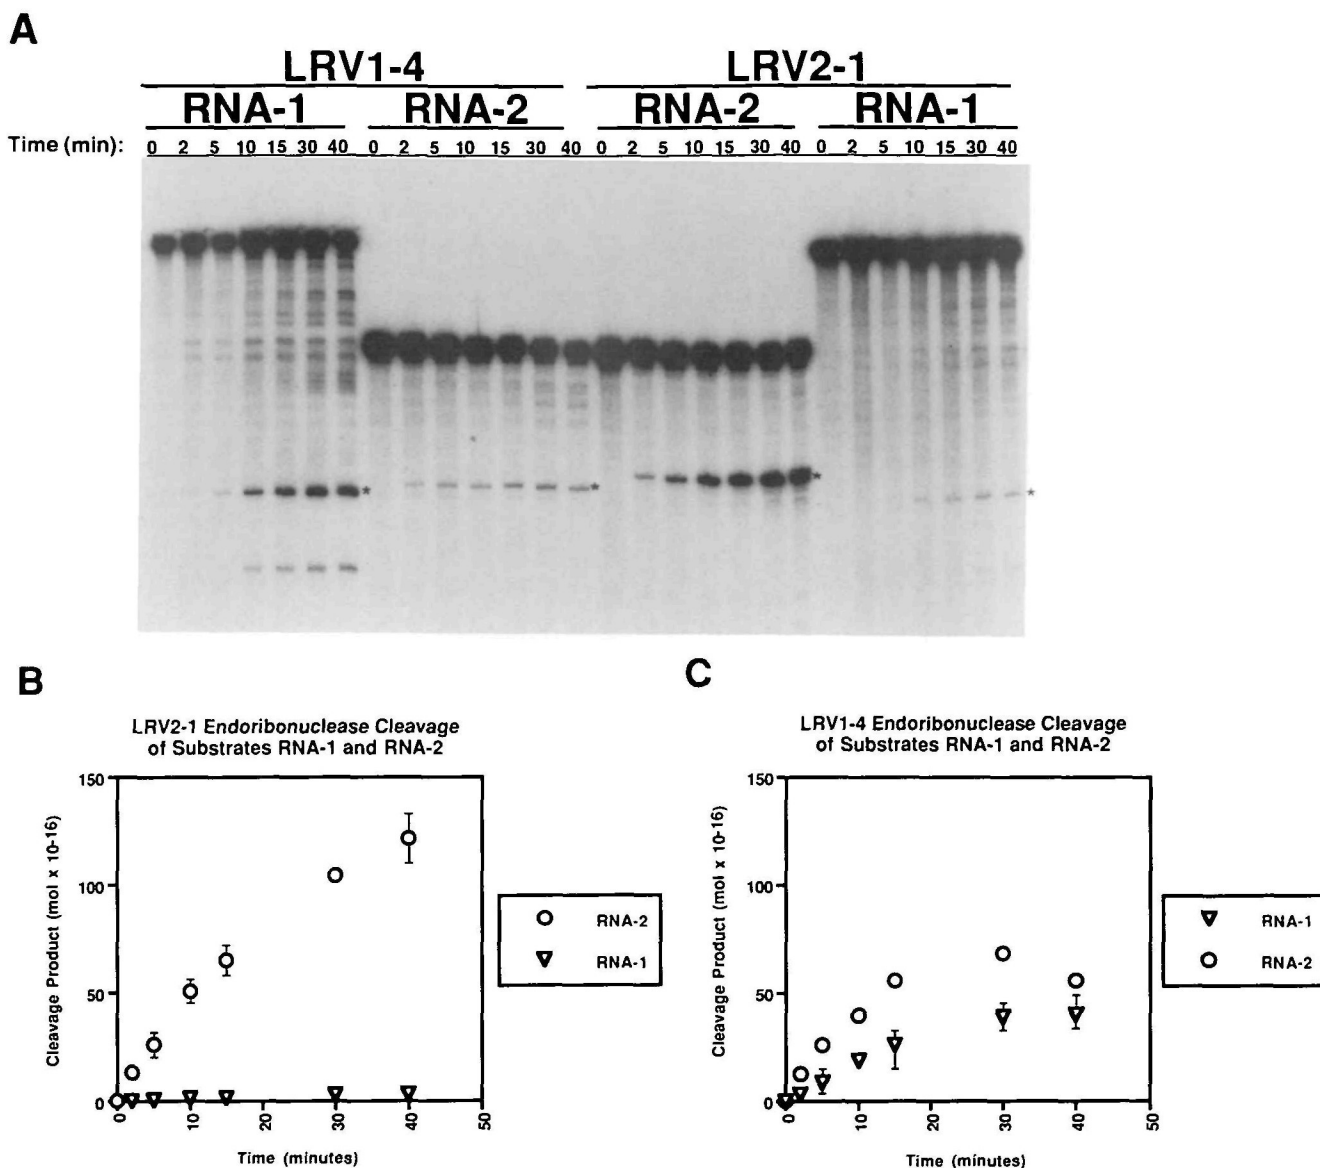 A
LRV1-4 LRV2-1
RNA-1 RNA-2 RNA-2 RNA-1
Time (min): 0 2 5 10 15 30 40 0 2 5 10 15 30 40 0 2 5 10 15 30 40 0 2 5 10 15 30 40
*
*
*
*
B
LRV2-1 Endoribonuclease Cleavage
of Substrates RNA-1 and RNA-2
Cleavage Product (mol x 10-16)
150
100
50
0
0 10 20 30 40 50
Time (minutes)
RNA-2
RNA-1
C
LRV1-4 Endoribonuclease Cleavage
of Substrates RNA-1 and RNA-2
Cleavage Product (mol x 10-16)
150
100
50
0
0 10 20 30 40 50
Time (minutes)
RNA-1
RNA-2